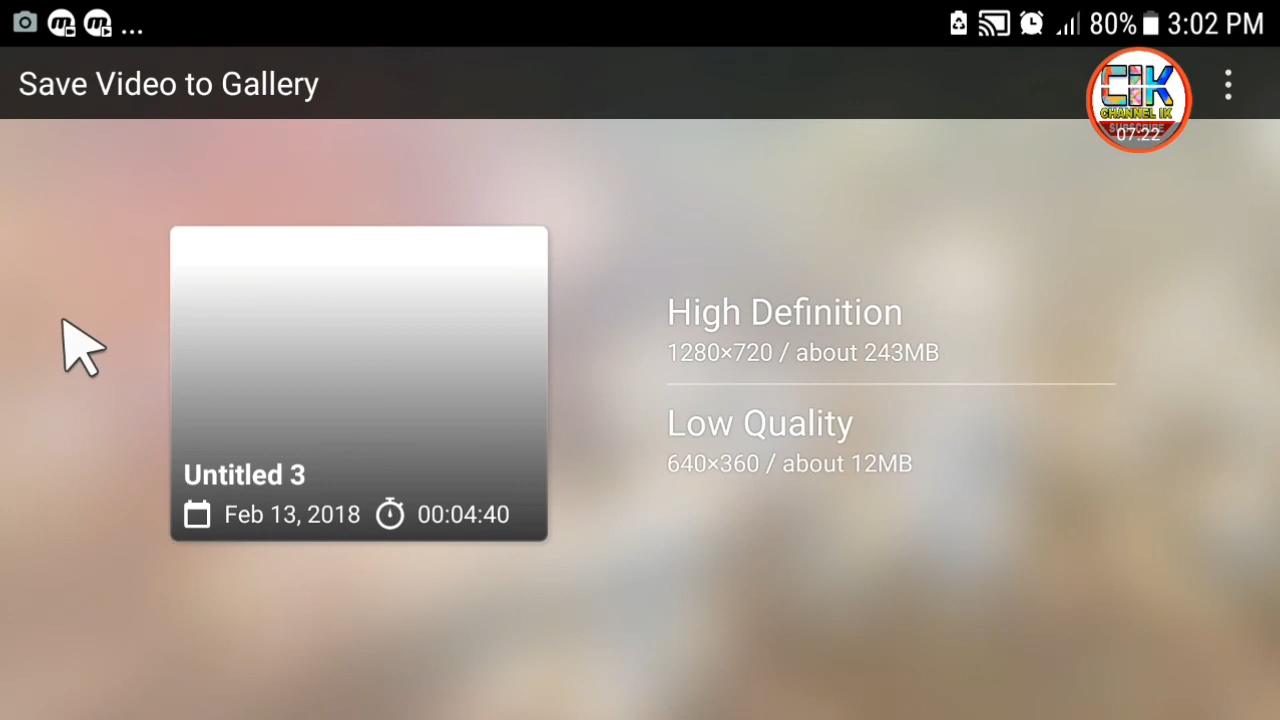 ... 80% 3:02 PM
Save Video to Gallery
CIK
CHANNEL IK
SUBSCRIBE
07:22
High Definition
1280×720 / about 243MB
Low Quality
640×360 / about 12MB
Untitled 3
Feb 13, 2018 00:04:40